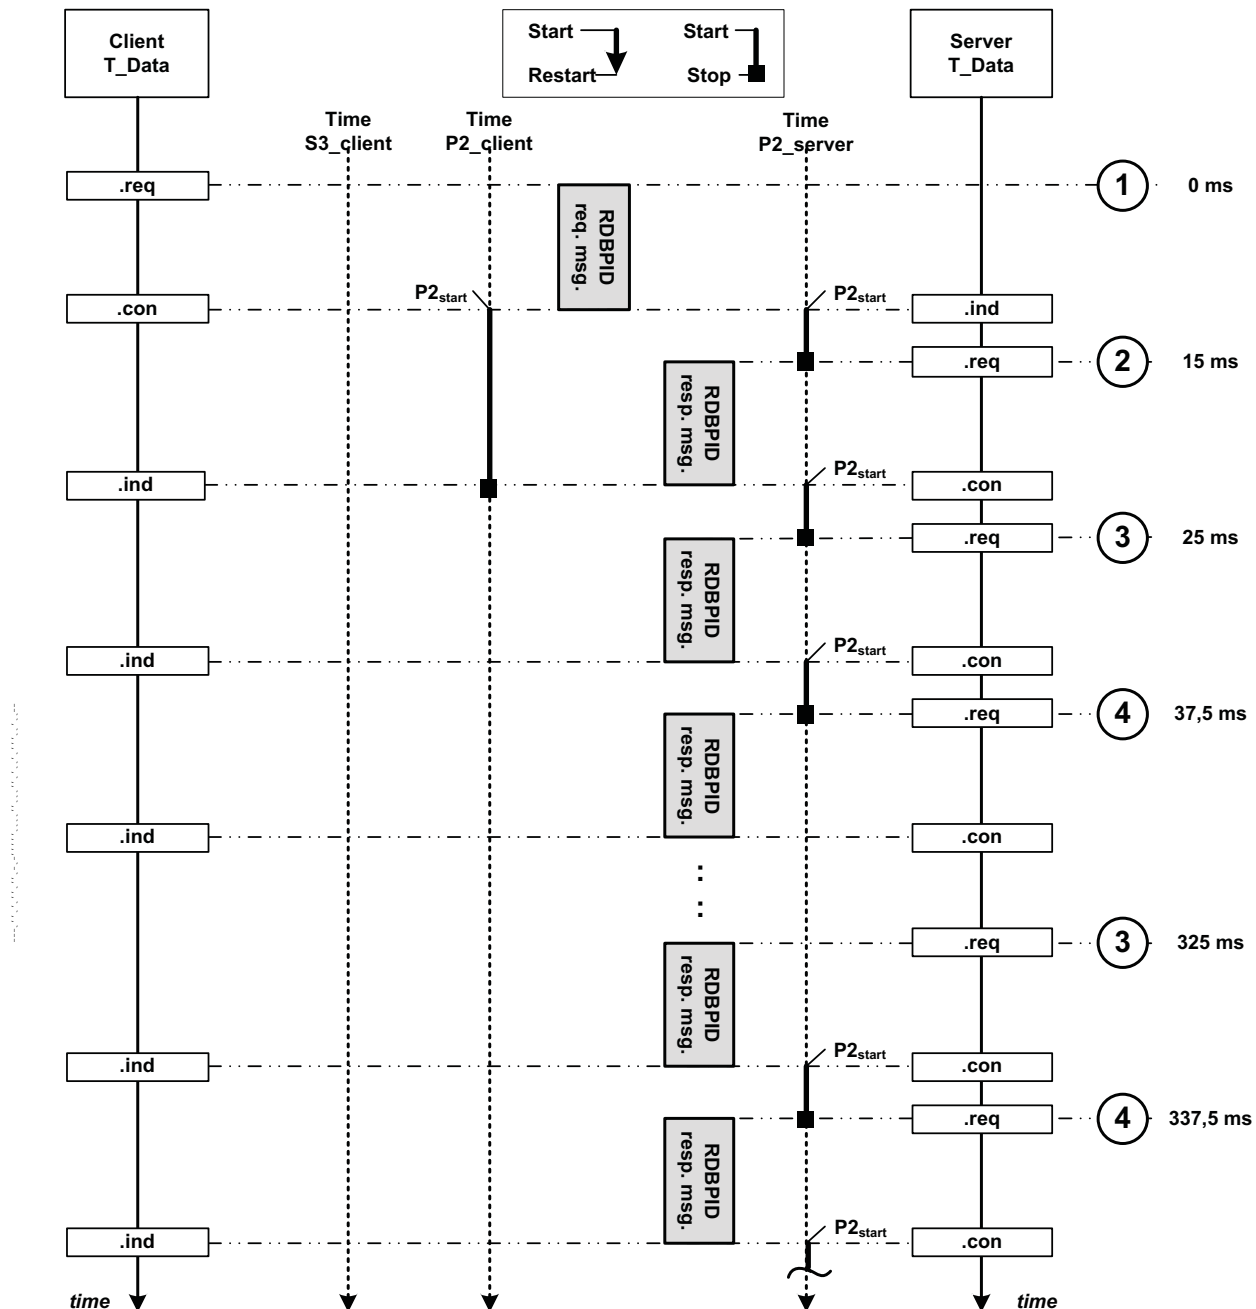 Client
T_Data
Start
Restart
Start
Stop
Server
T_Data
Time
S3_client
Time
P2_client
Time
P2_server
.req
1
0 ms
RDBPID
req. msg.
.con
P2start
P2start
.ind
.req
2
15 ms
RDBPID
resp. msg.
.ind
P2start
.con
.req
3
25 ms
RDBPID
resp. msg.
.ind
P2start
.con
.req
4
37,5 ms
RDBPID
resp. msg.
.ind
.con
.req
3
325 ms
RDBPID
resp. msg.
.ind
P2start
.con
.req
4
337,5 ms
RDBPID
resp. msg.
.ind
P2start
.con
time
time